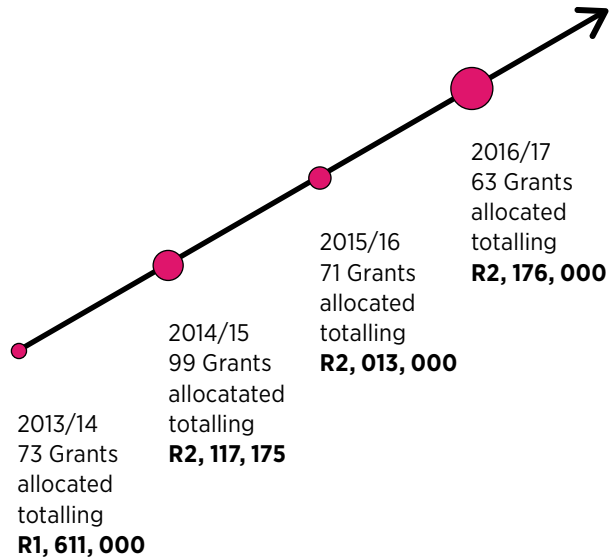 2013/14
73 Grants
allocated
totalling
R1, 611, 000
2014/15
99 Grants
allocatated
totalling
R2, 117, 175
2015/16
71 Grants
allocated
totalling
R2, 013, 000
2016/17
63 Grants
allocated
totalling
R2, 176, 000